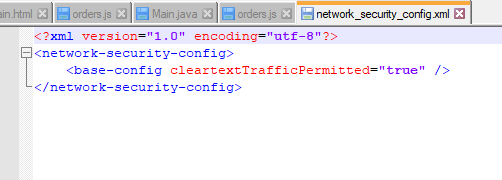 ain.html orders.js Main.java orders.js network_security_config.xml
<?xml version="1.0" encoding="utf-8"?>
<network-security-config>
<base-config cleartextTrafficPermitted="true" />
</network-security-config>